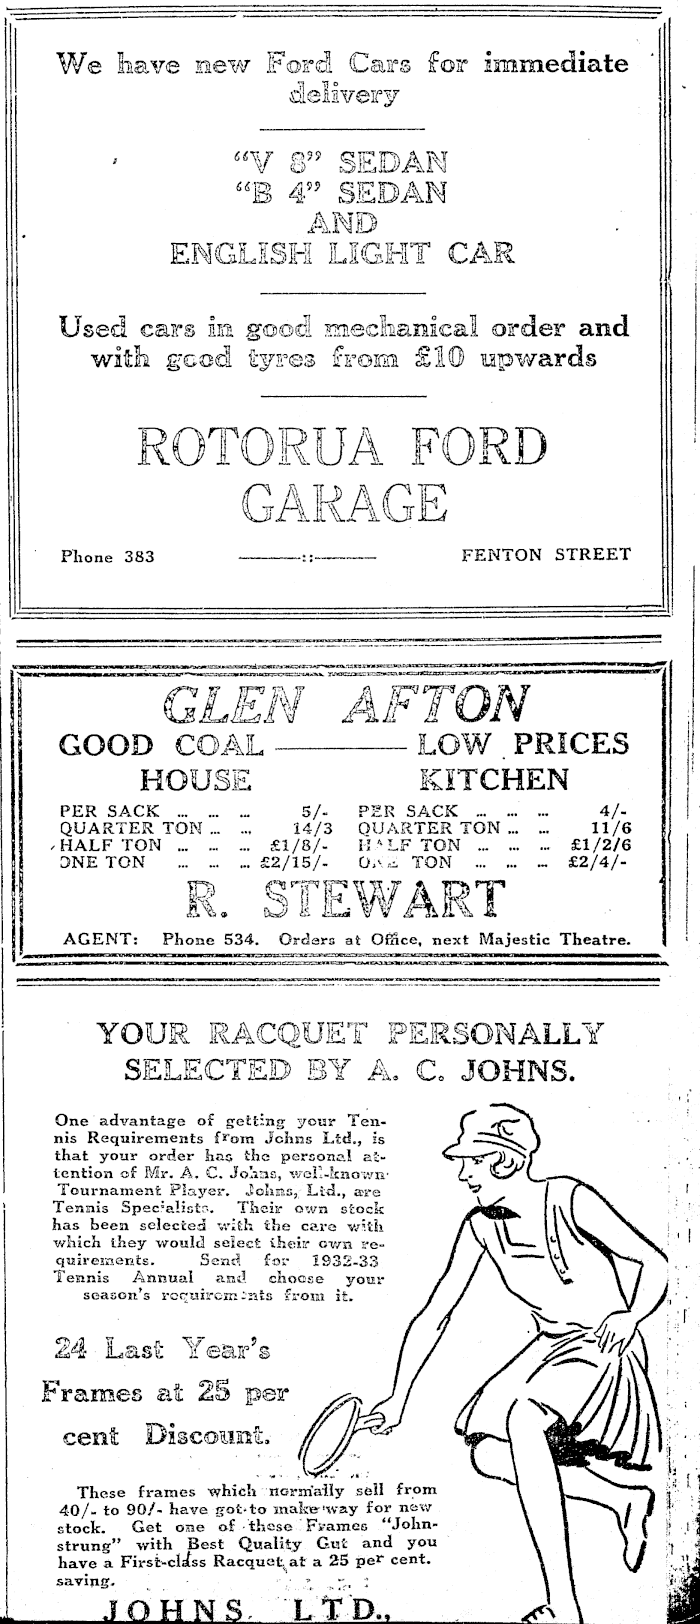 We have new Ford Cars for immediate
delivery
"V 8" SEDAN
"B 4" SEDAN
AND
ENGLISH LIGHT CAR
Used cars in good mechanical order and
with good tyres from £10 upwards
ROTORUA FORD
GARAGE
Phone 383 ———::——— FENTON STREET
GLEN AFTON
GOOD COAL ——— LOW PRICES
HOUSE KITCHEN
PER SACK ... ... ... 5/- PER SACK ... ... ... 4/-
QUARTER TON ... ... 14/3 QUARTER TON ... ... 11/6
HALF TON ... ... ... £1/8/- HALF TON ... ... ... £1/2/6
ONE TON ... ... ... £2/15/- ONE TON ... ... ... £2/4/-
R. STEWART
AGENT: Phone 534. Orders at Office, next Majestic Theatre.
YOUR RACQUET PERSONALLY
SELECTED BY A. C. JOHNS.
One advantage of getting your Ten-
nis Requirements from Johns Ltd., is
that your order has the personal at-
tention of Mr. A. C. Johns, well-known
Tournament Player. Johns, Ltd., are
Tennis Specialists. Their own stock
has been selected with the care with
which they would select their own re-
quirements. Send for 1932-33
Tennis Annual and choose your
season's requirements from it.
24 Last Year's
Frames at 25 per
cent Discount.
These frames which normally sell from
40/- to 90/- have got to make way for new
stock. Get one of these Frames "John-
strung" with Best Quality Gut and you
have a First-class Racquet at a 25 per cent.
saving.
JOHNS LTD.,